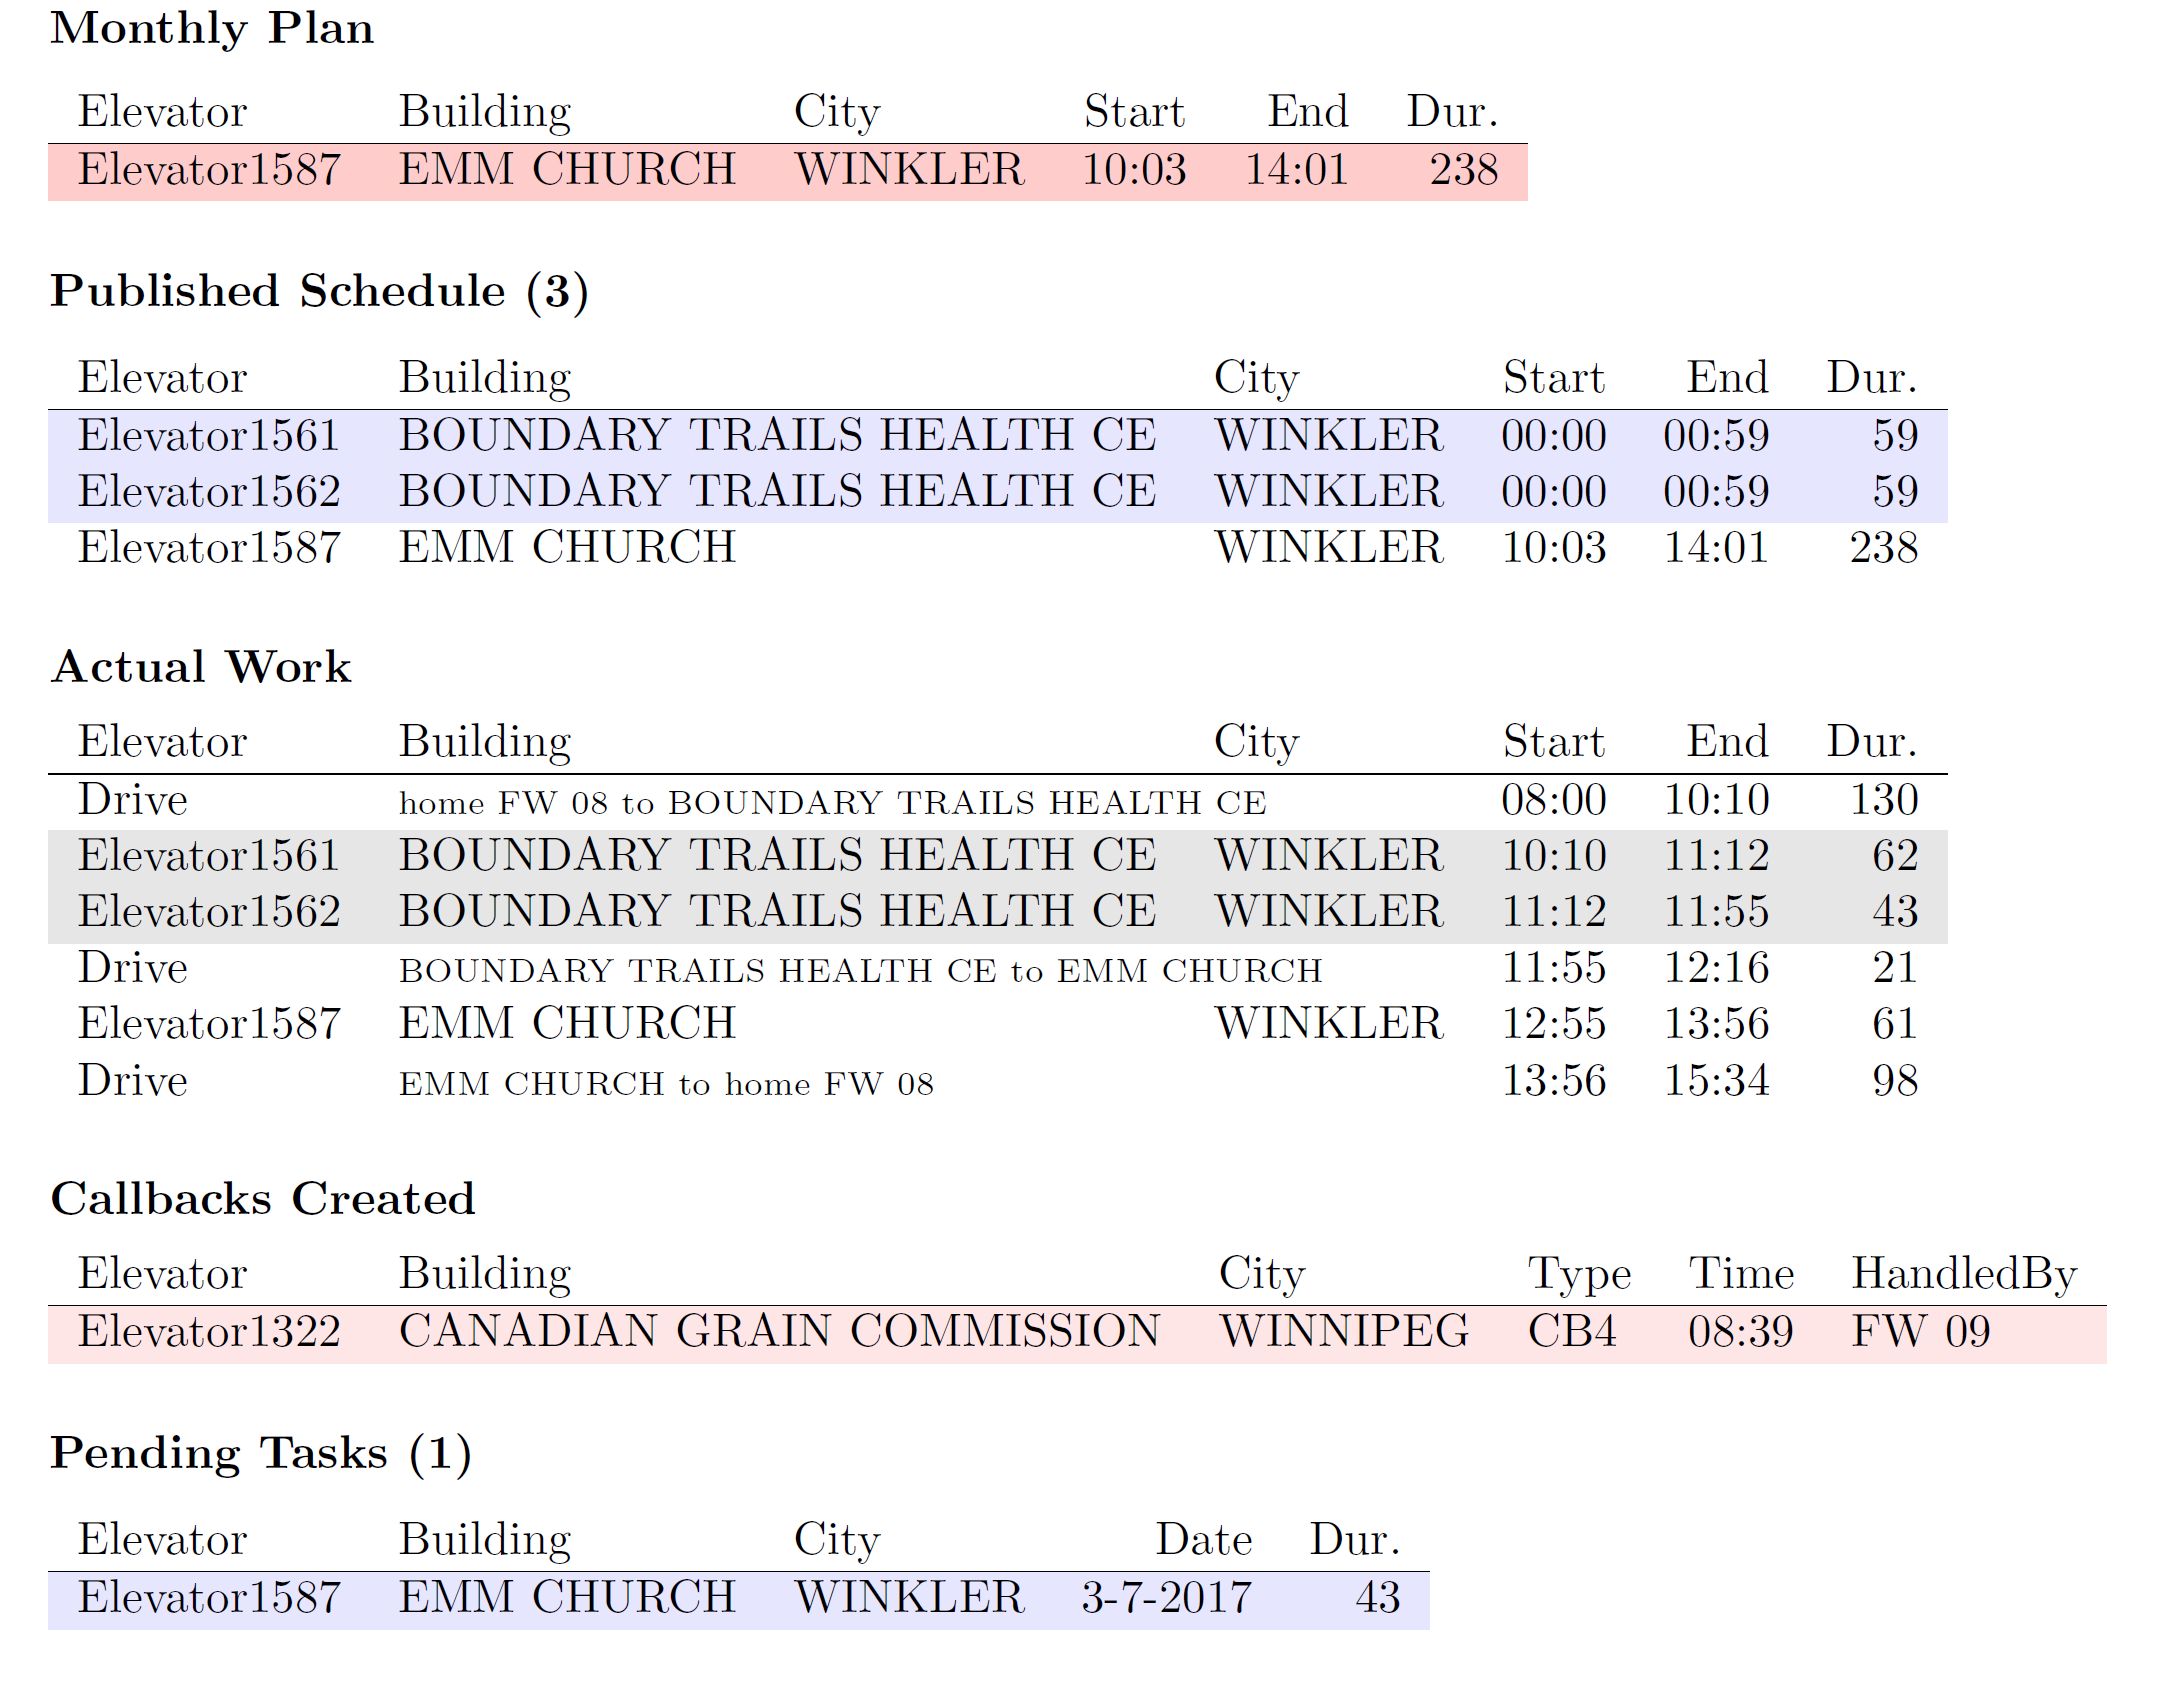 Monthly Plan
Elevator Building City Start End Dur.
Elevator1587 EMM CHURCH WINKLER 10:03 14:01 238
Published Schedule (3)
Elevator Building City Start End Dur.
Elevator1561 BOUNDARY TRAILS HEALTH CE WINKLER 00:00 00:59 59
Elevator1562 BOUNDARY TRAILS HEALTH CE WINKLER 00:00 00:59 59
Elevator1587 EMM CHURCH WINKLER 10:03 14:01 238
Actual Work
Elevator Building City Start End Dur.
Drive home FW 08 to BOUNDARY TRAILS HEALTH CE 08:00 10:10 130
Elevator1561 BOUNDARY TRAILS HEALTH CE WINKLER 10:10 11:12 62
Elevator1562 BOUNDARY TRAILS HEALTH CE WINKLER 11:12 11:55 43
Drive BOUNDARY TRAILS HEALTH CE to EMM CHURCH 11:55 12:16 21
Elevator1587 EMM CHURCH WINKLER 12:55 13:56 61
Drive EMM CHURCH to home FW 08 13:56 15:34 98
Callbacks Created
Elevator Building City Type Time HandledBy
Elevator1322 CANADIAN GRAIN COMMISSION WINNIPEG CB4 08:39 FW 09
Pending Tasks (1)
Elevator Building City Date Dur.
Elevator1587 EMM CHURCH WINKLER 3-7-2017 43